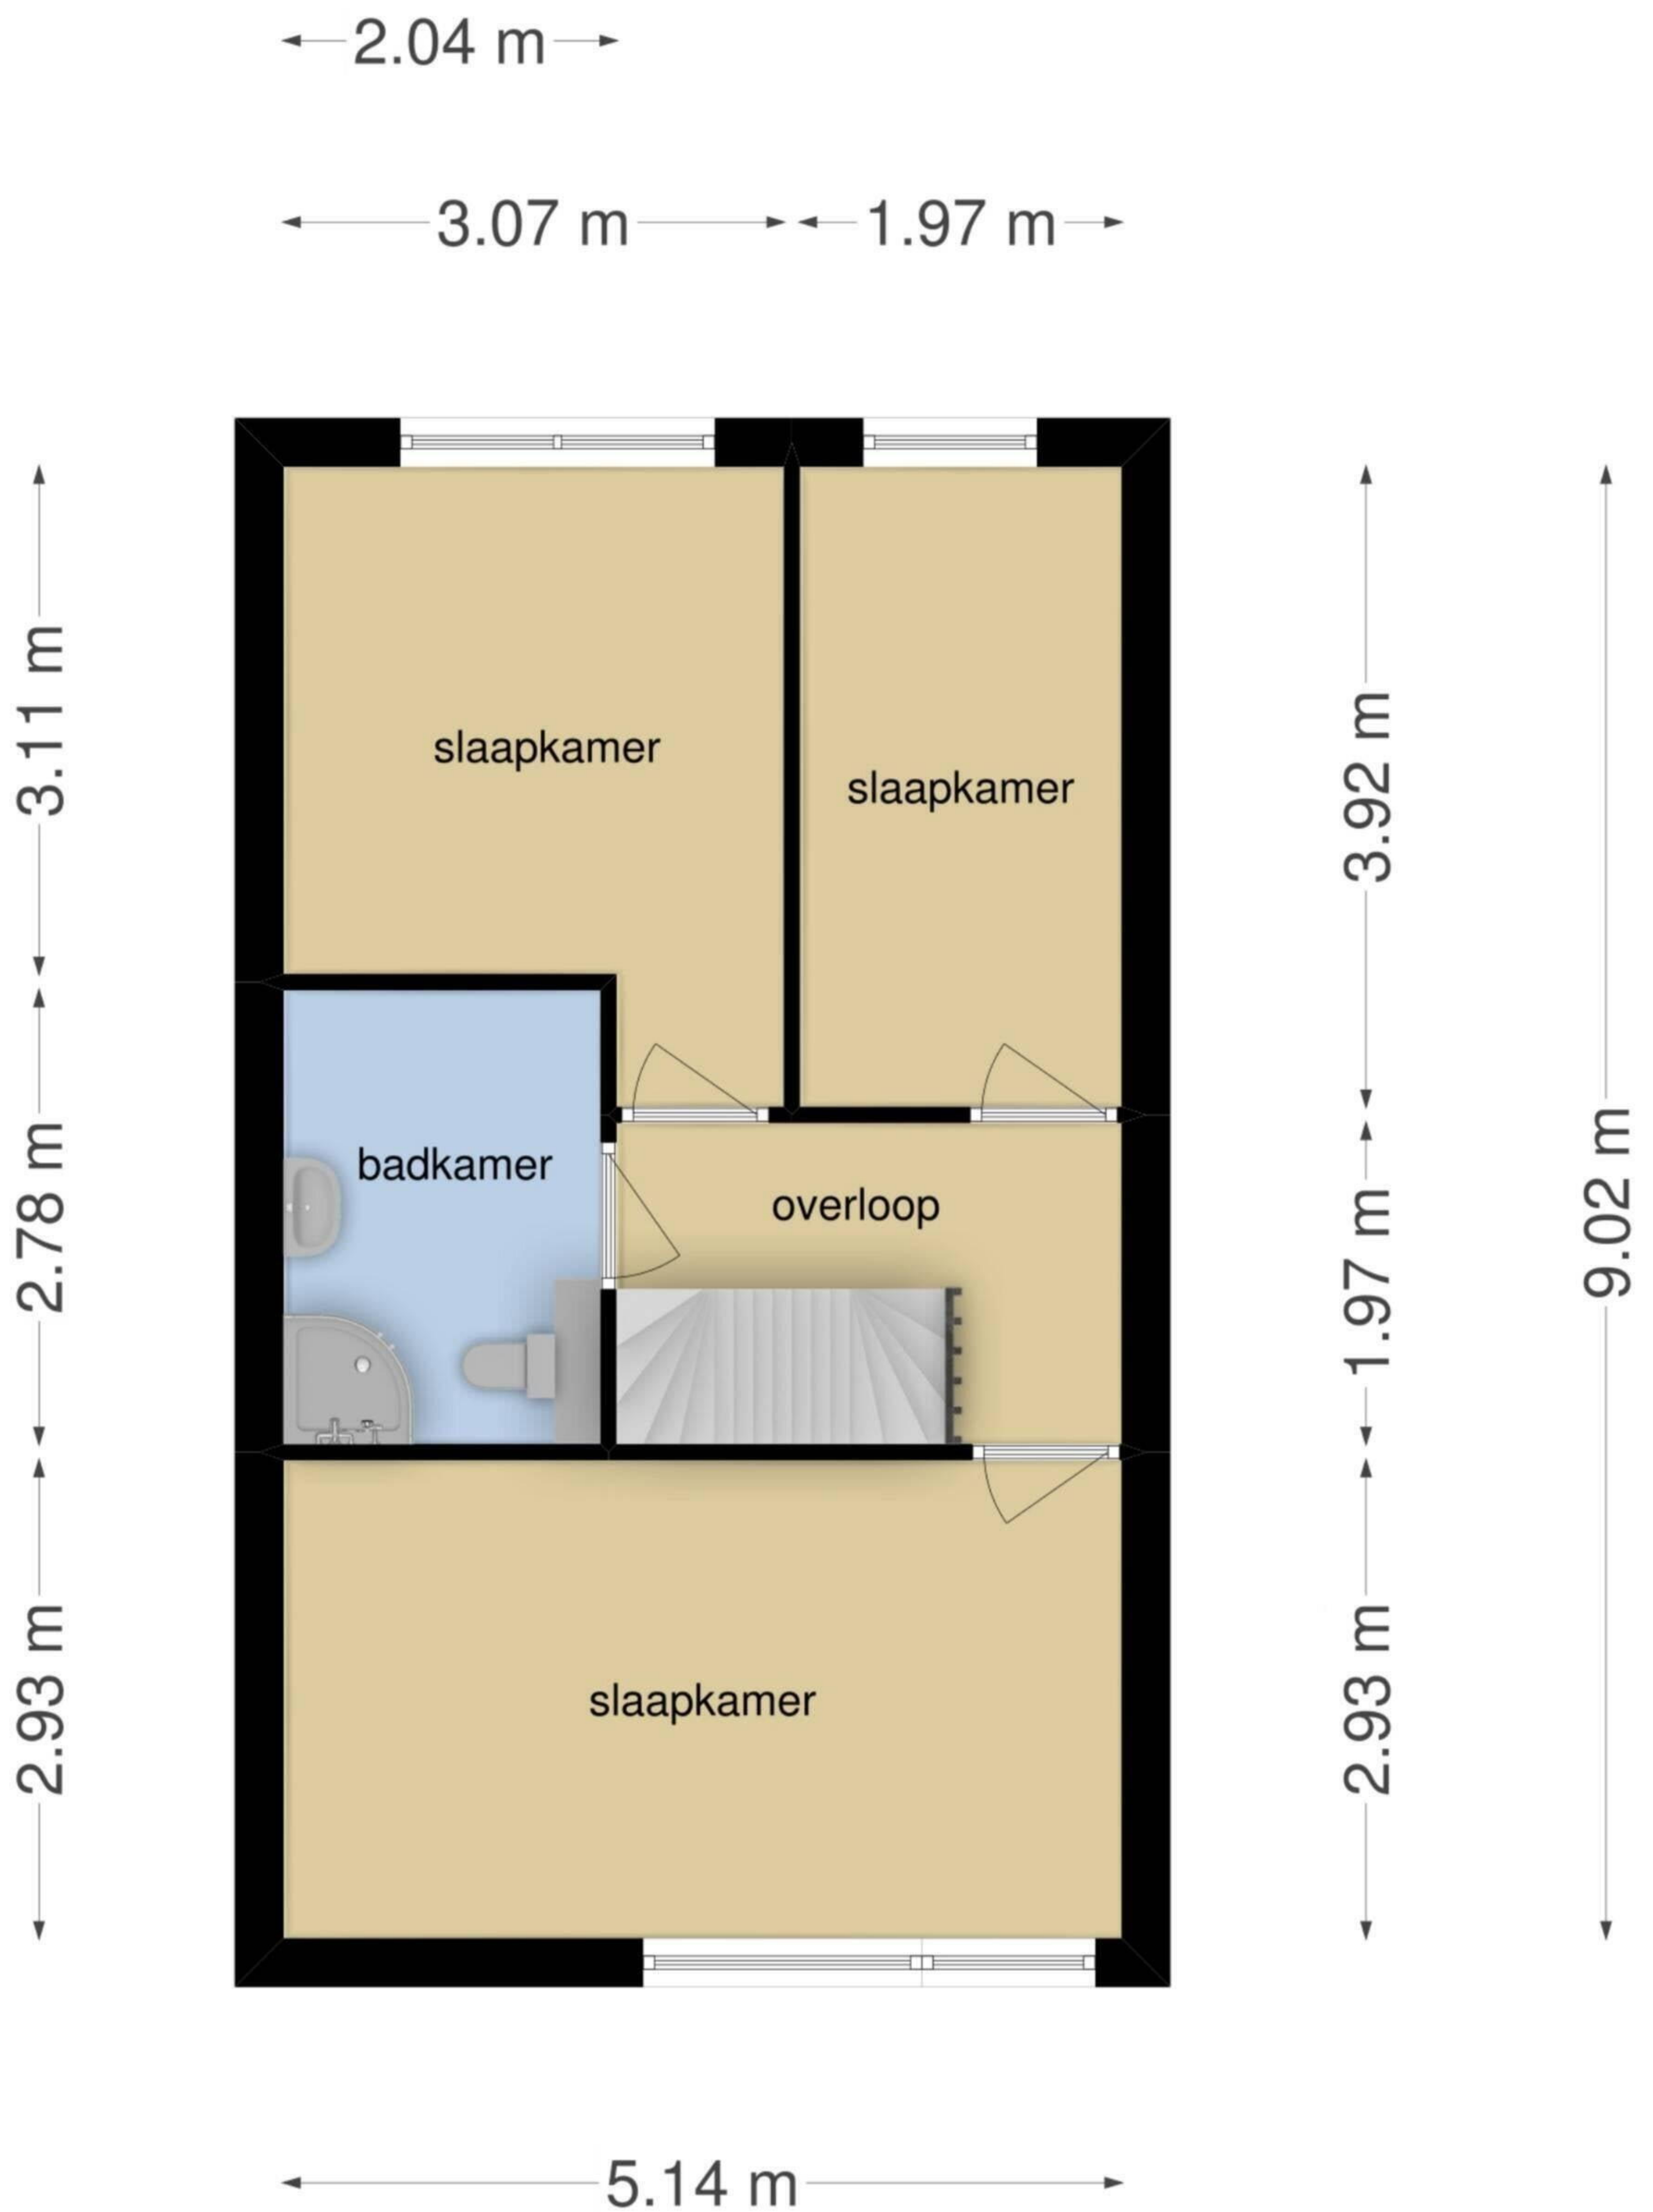 2.04 m
3.07 m
1.97 m
3.11 m
slaapkamer
slaapkamer
3.92 m
2.78 m
badkamer
overloop
1.97 m
9.02 m
2.93 m
slaapkamer
2.93 m
5.14 m